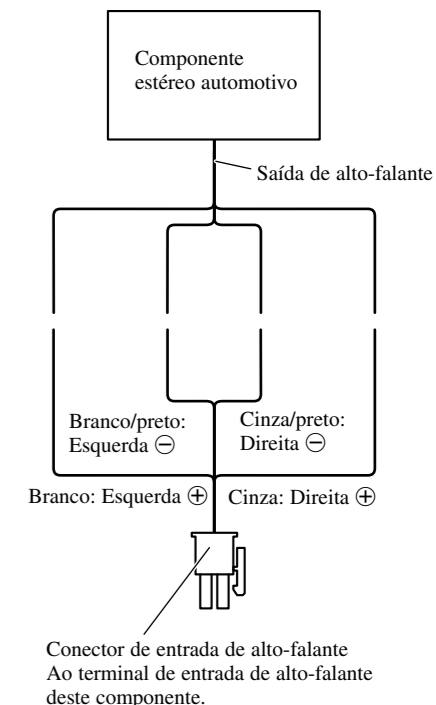 Componente
estéreo automotivo
Saída de alto-falante
Branco/preto:
Esquerda ⊖
Cinza/preto:
Direita ⊖
Branco: Esquerda ⊕
Cinza: Direita ⊕
Conector de entrada de alto-falante
Ao terminal de entrada de alto-falante
deste componente.